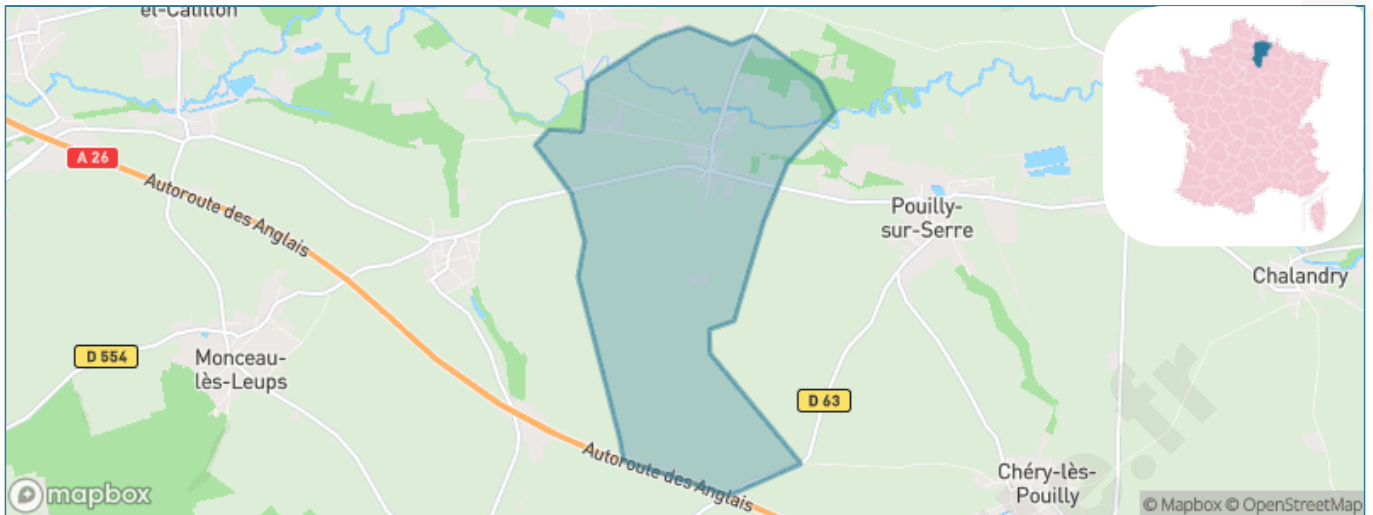 el-Catillon
A 26
Autoroute des Anglais
Pouilly-
sur-Serre
Chalandry
D 554
Monceau-
lès-Leups
D 63
Autoroute des Anglais
Chéry-lès-
Pouilly
mapbox
© Mapbox © OpenStreetMap